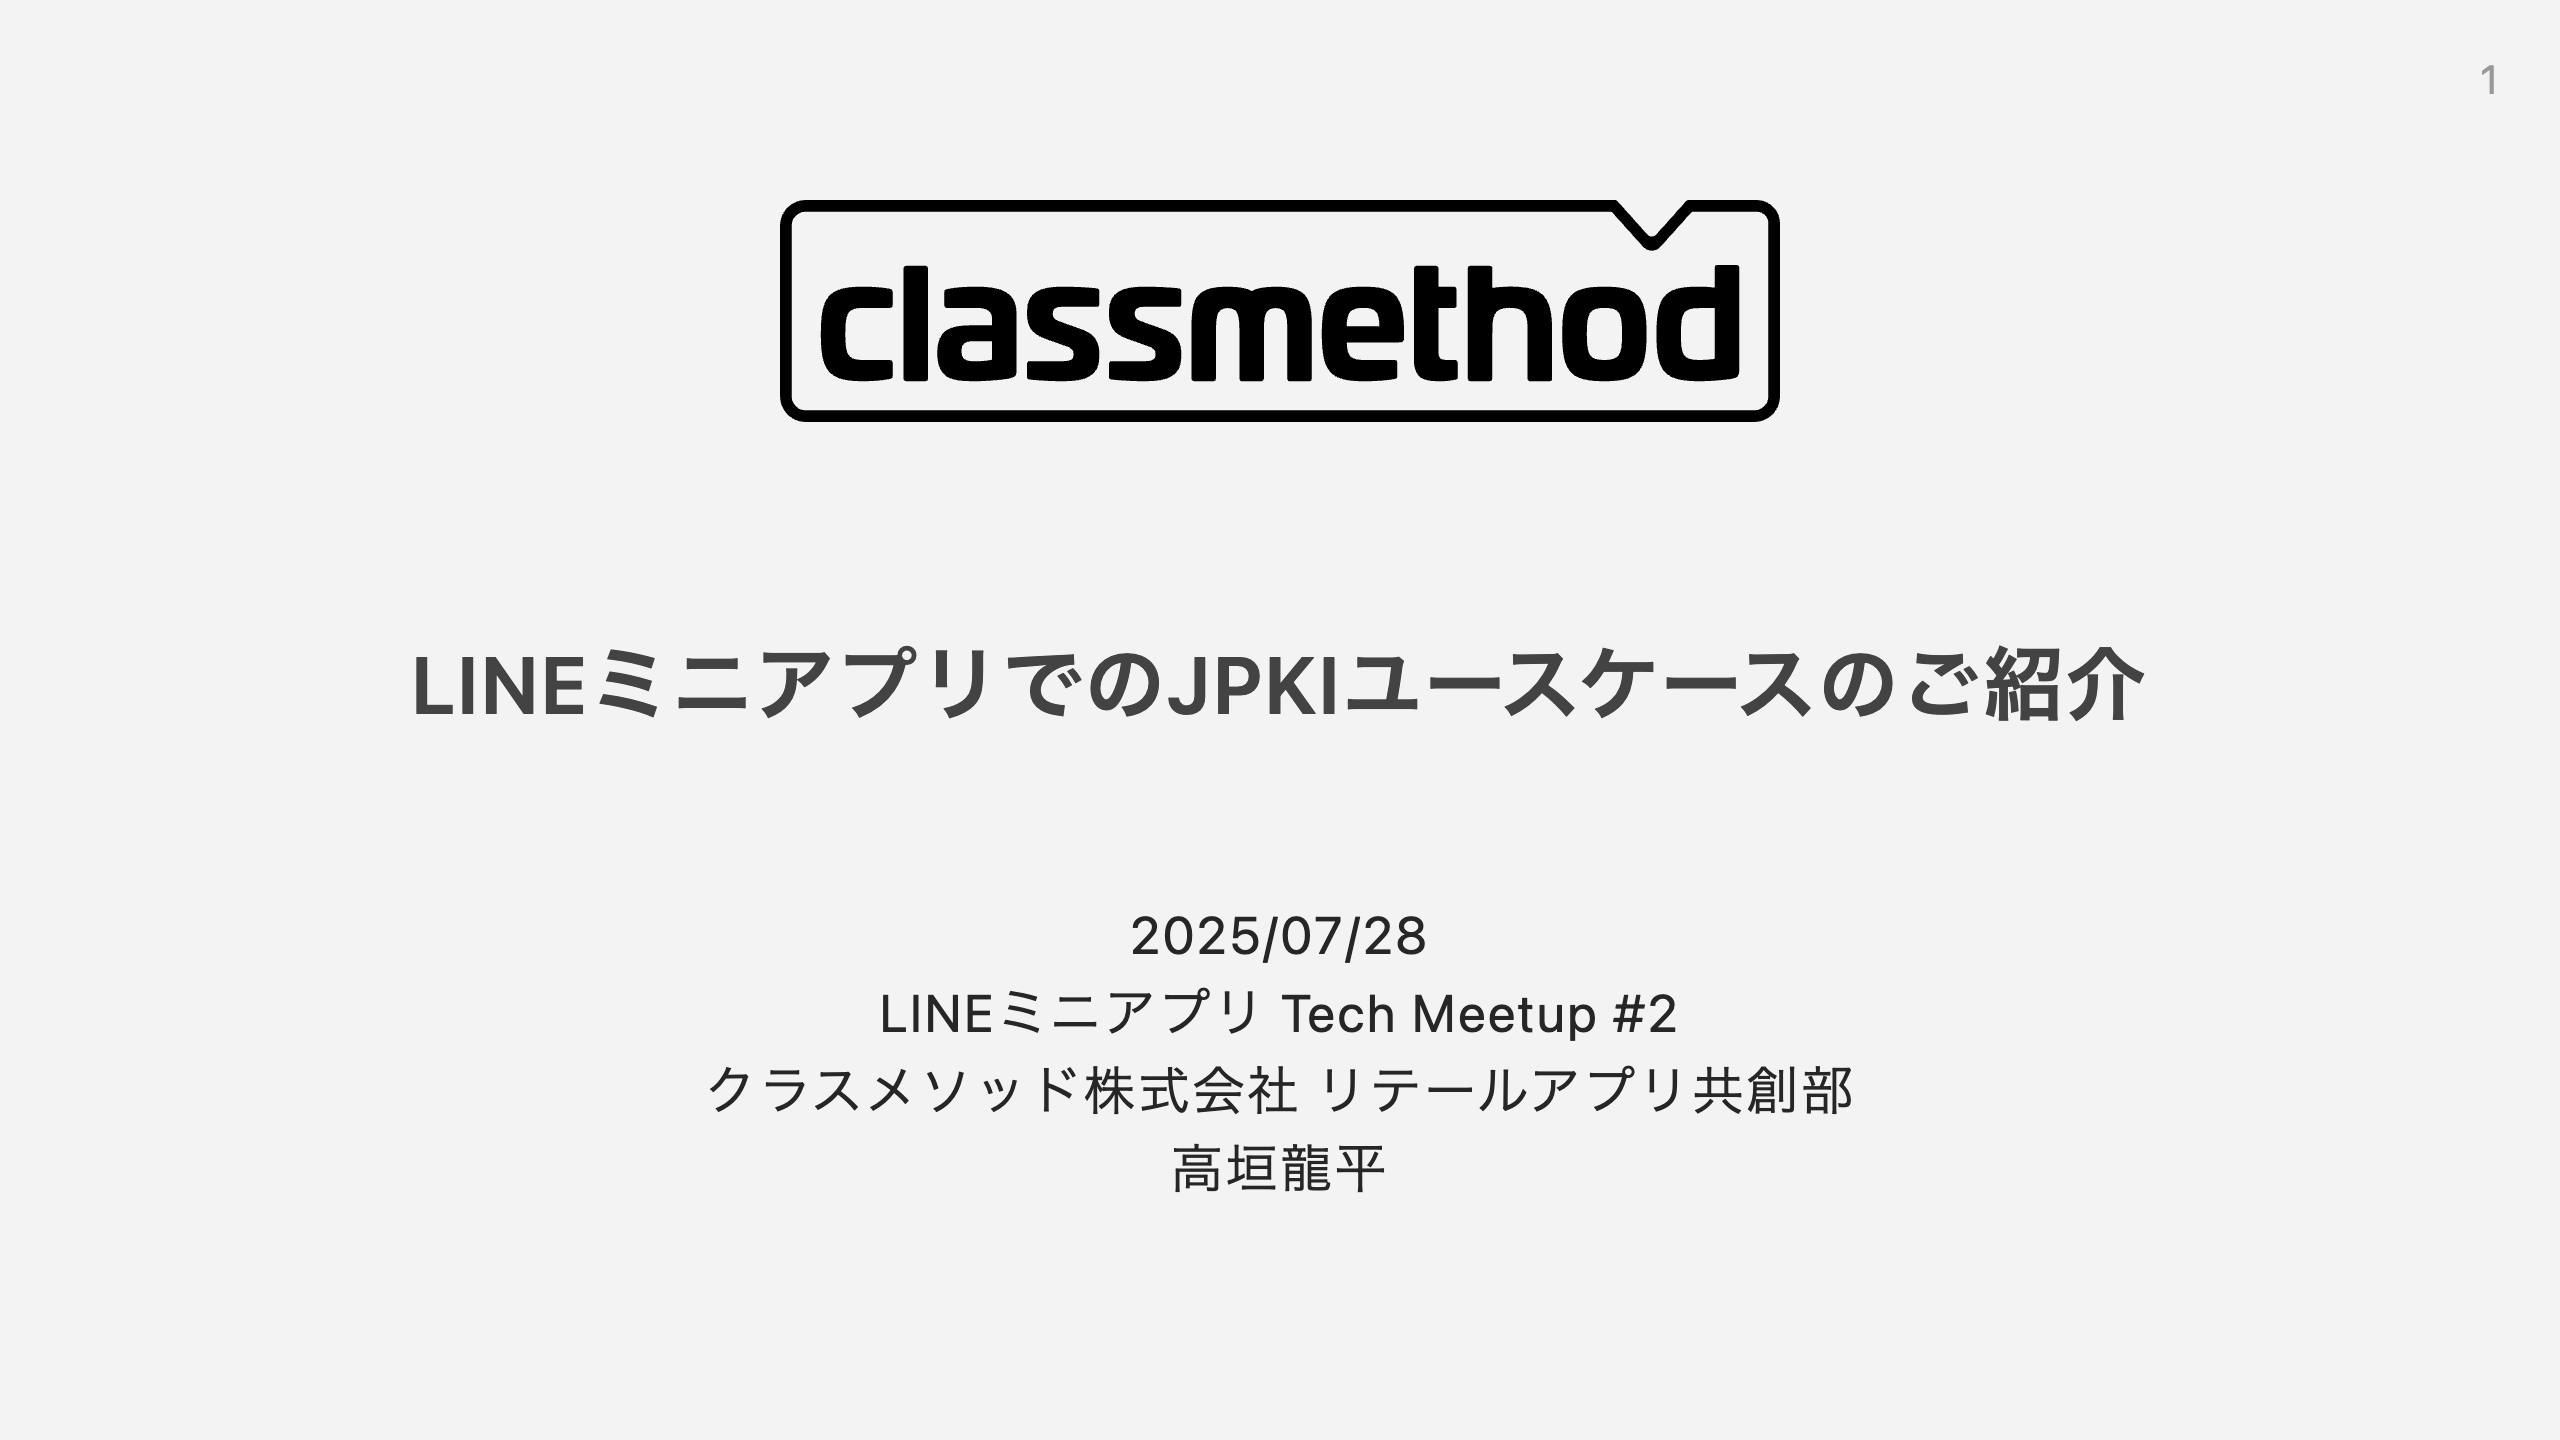 1
classmethod
LINEミニアプリでのJPKIユースケースのご紹介
2025/07/28
LINEミニアプリ Tech Meetup #2
クラスメソッド株式会社 リテールアプリ共創部
高垣龍平